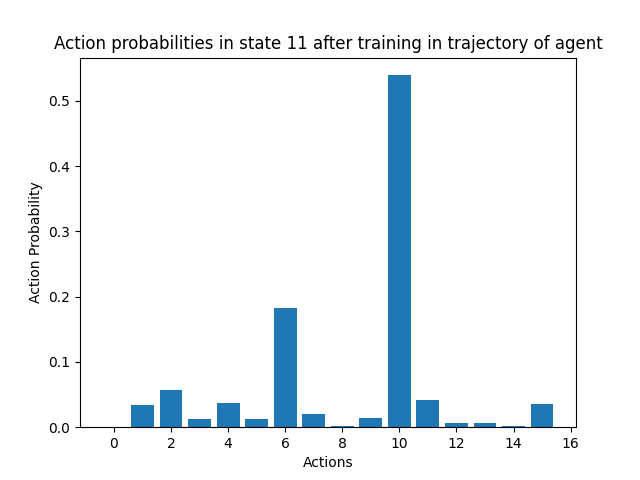 Action probabilities in state 11 after training in trajectory of agent
0.5
0.4
0.3
0.2
0.1
0.0
Action Probability
0 2 4 6 8 10 12 14 16
Actions